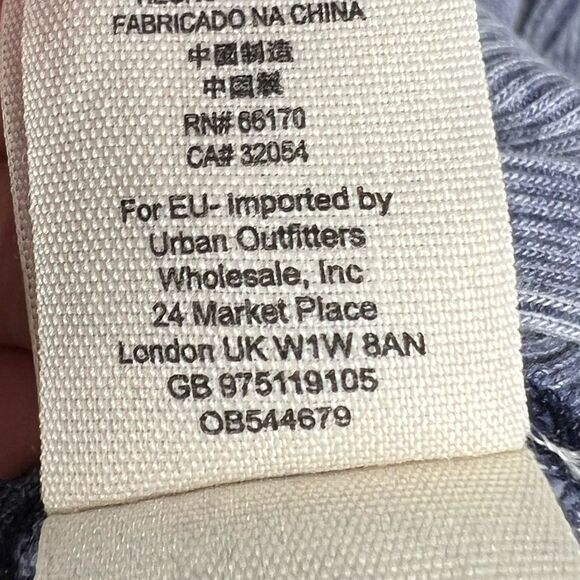 FABRICADO NA CHINA
中國制造
中國製
RN# 66170
CA# 32054
For EU- imported by
Urban Outfitters
Wholesale, Inc
24 Market Place
London UK W1W 8AN
GB 975119105
OB544679